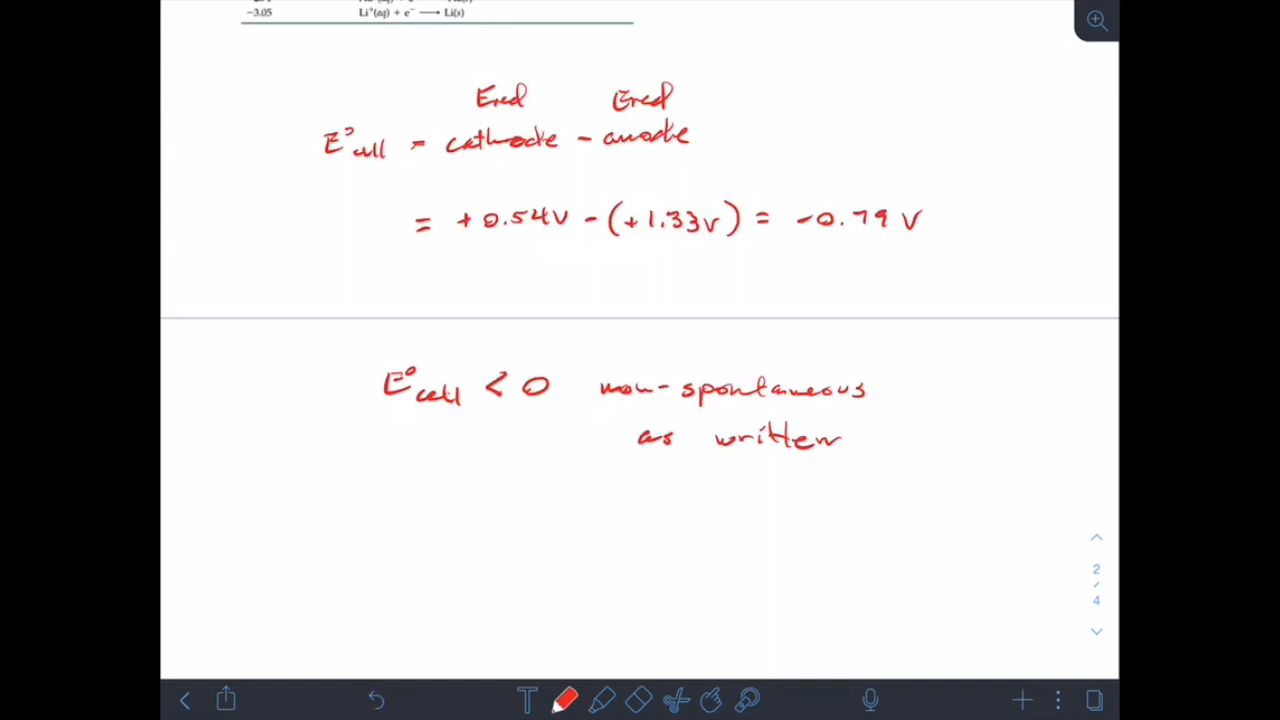 −3.05 Li⁺(aq) + e⁻ ⟶ Li(s)
Ered Ered
E°cell = cathode - anode
= +0.54V - (+1.33V) = -0.79 V
E°cell < 0 non-spontaneous
as written
2
4
T